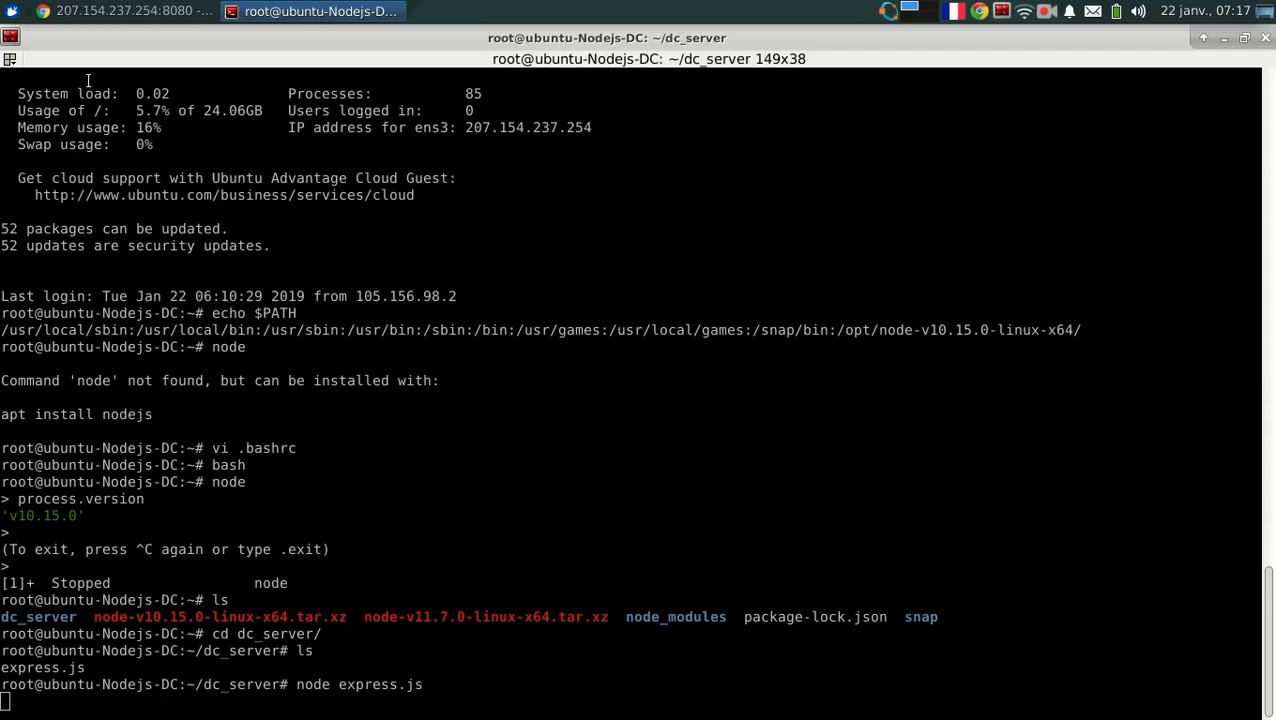 207.154.237.254:8080 - ...
root@ubuntu-Nodejs-D...
22 janv., 07:17
root@ubuntu-Nodejs-DC: ~/dc_server
root@ubuntu-Nodejs-DC: ~/dc_server 149x38
System load: 0.02 Processes: 85
Usage of /: 5.7% of 24.06GB Users logged in: 0
Memory usage: 16% IP address for ens3: 207.154.237.254
Swap usage: 0%
Get cloud support with Ubuntu Advantage Cloud Guest:
http://www.ubuntu.com/business/services/cloud
52 packages can be updated.
52 updates are security updates.
Last login: Tue Jan 22 06:10:29 2019 from 105.156.98.2
root@ubuntu-Nodejs-DC:~# echo $PATH
/usr/local/sbin:/usr/local/bin:/usr/sbin:/usr/bin:/sbin:/bin:/usr/games:/usr/local/games:/snap/bin:/opt/node-v10.15.0-linux-x64/
root@ubuntu-Nodejs-DC:~# node
Command 'node' not found, but can be installed with:
apt install nodejs
root@ubuntu-Nodejs-DC:~# vi .bashrc
root@ubuntu-Nodejs-DC:~# bash
root@ubuntu-Nodejs-DC:~# node
> process.version
'v10.15.0'
>
(To exit, press ^C again or type .exit)
>
[1]+ Stopped node
root@ubuntu-Nodejs-DC:~# ls
dc_server node-v10.15.0-linux-x64.tar.xz node-v11.7.0-linux-x64.tar.xz node_modules package-lock.json snap
root@ubuntu-Nodejs-DC:~# cd dc_server/
root@ubuntu-Nodejs-DC:~/dc_server# ls
express.js
root@ubuntu-Nodejs-DC:~/dc_server# node express.js